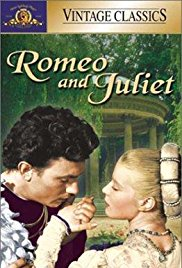 VINTAGE CLASSICS
Romeo
and Juliet